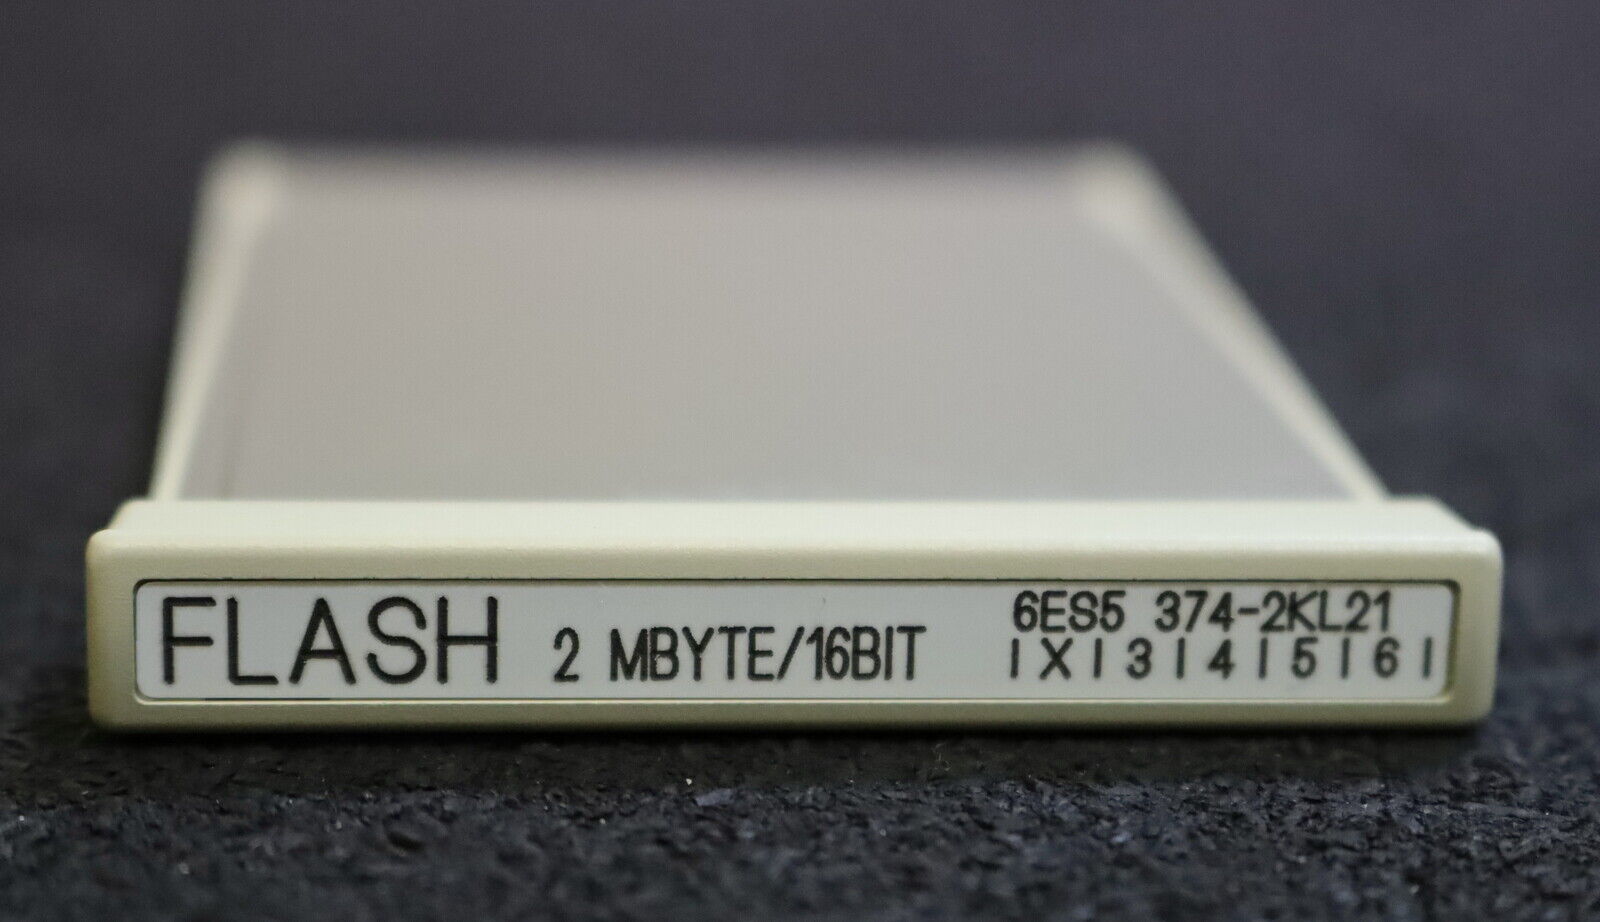 FLASH 2 MBYTE/16BIT
6ES5 374-2KL21
|X|3|4|5|6|